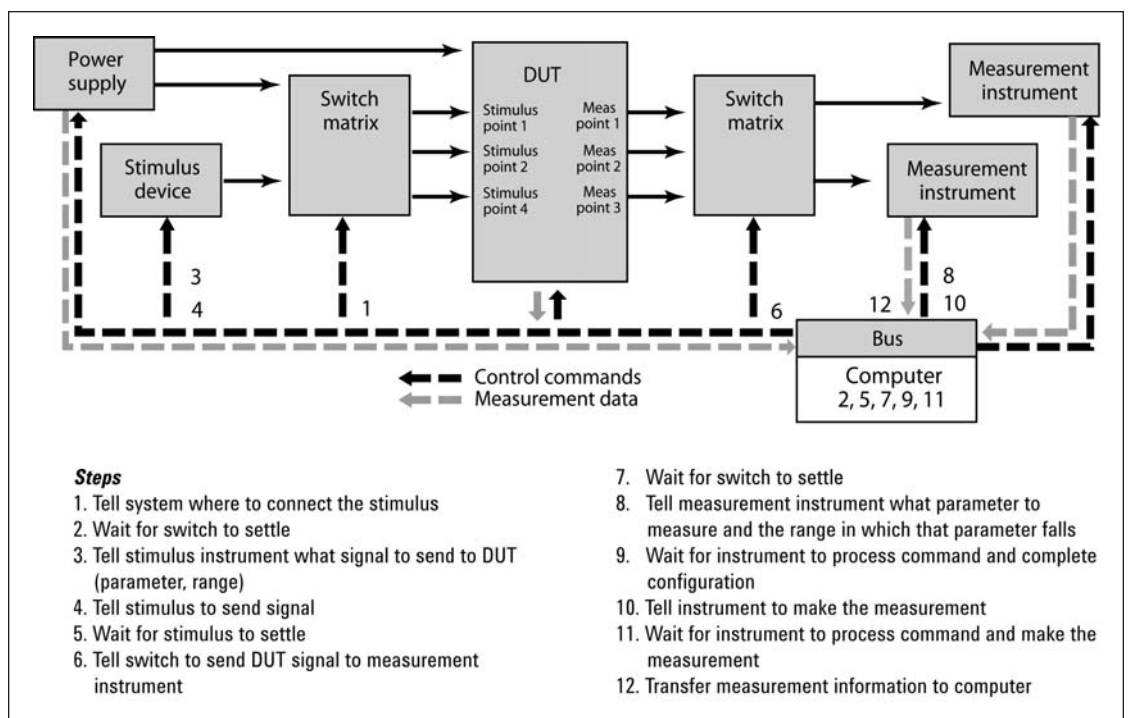 Power
supply
Stimulus
device
Switch
matrix
DUT
Stimulus
point 1
Stimulus
point 2
Stimulus
point 4
Meas
point 1
Meas
point 2
Meas
point 3
Switch
matrix
Measurement
instrument
Measurement
instrument
3
4
1
6
12
8
10
Bus
Computer
2, 5, 7, 9, 11
Control commands
Measurement data
Steps
1. Tell system where to connect the stimulus
2. Wait for switch to settle
3. Tell stimulus instrument what signal to send to DUT
(parameter, range)
4. Tell stimulus to send signal
5. Wait for stimulus to settle
6. Tell switch to send DUT signal to measurement
instrument
7. Wait for switch to settle
8. Tell measurement instrument what parameter to
measure and the range in which that parameter falls
9. Wait for instrument to process command and complete
configuration
10. Tell instrument to make the measurement
11. Wait for instrument to process command and make the
measurement
12. Transfer measurement information to computer